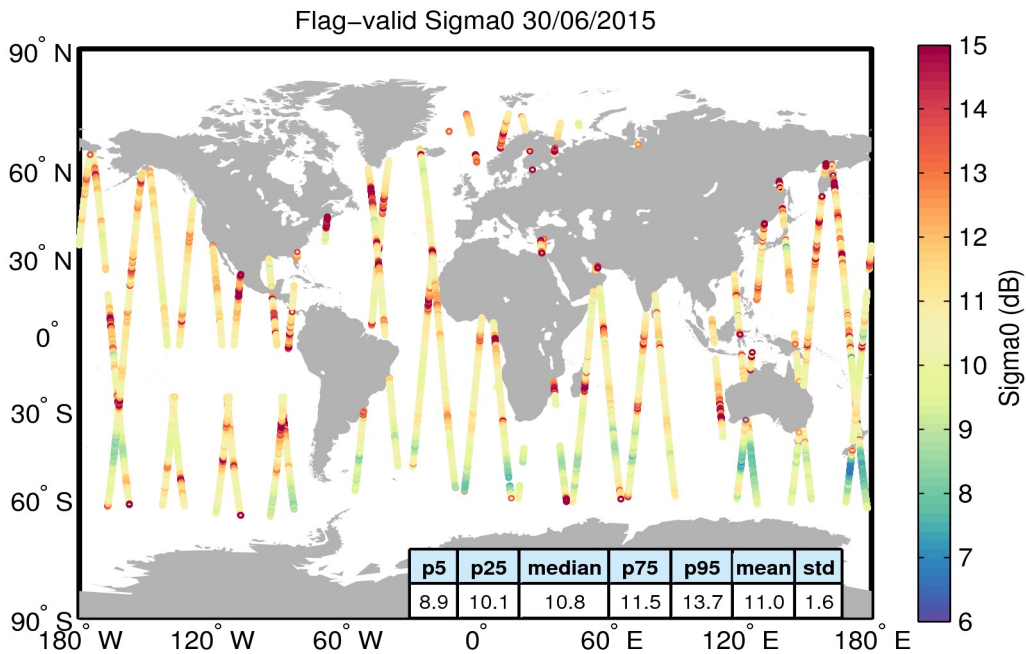 Flag−valid Sigma0 30/06/2015
90° N
60° N
30° N
0°
30° S
60° S
90° S
180° W
120° W
60° W
0°
60° E
120° E
180° E
15
14
13
12
11
10
9
8
7
6
Sigma0 (dB)
p5 p25 median p75 p95 mean std
8.9 10.1 10.8 11.5 13.7 11.0 1.6